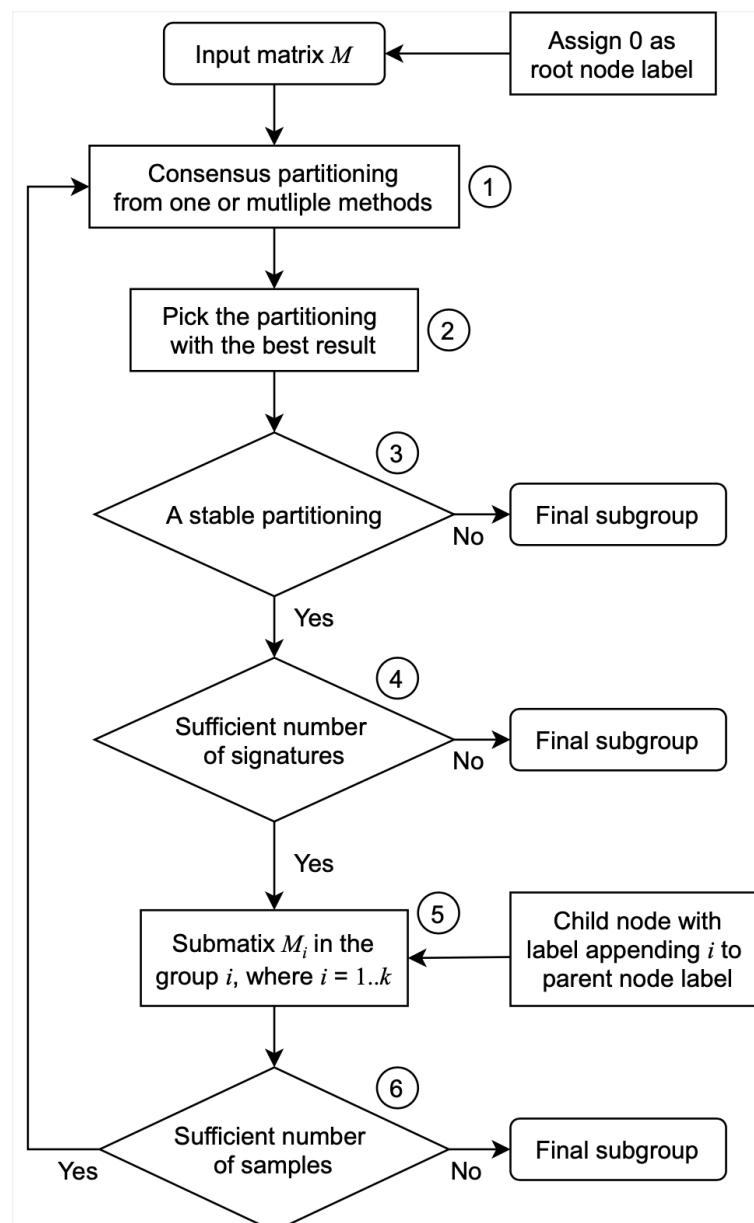 Input matrix M
Assign 0 as
root node label
Consensus partitioning
from one or mutliple methods
1
Pick the partitioning
with the best result
2
3
A stable partitioning
No
Final subgroup
Yes
4
Sufficient number
of signatures
No
Final subgroup
Yes
5
Submatix Mᵢ in the
group i, where i = 1..k
Child node with
label appending i to
parent node label
6
Sufficient number
of samples
Yes
No
Final subgroup